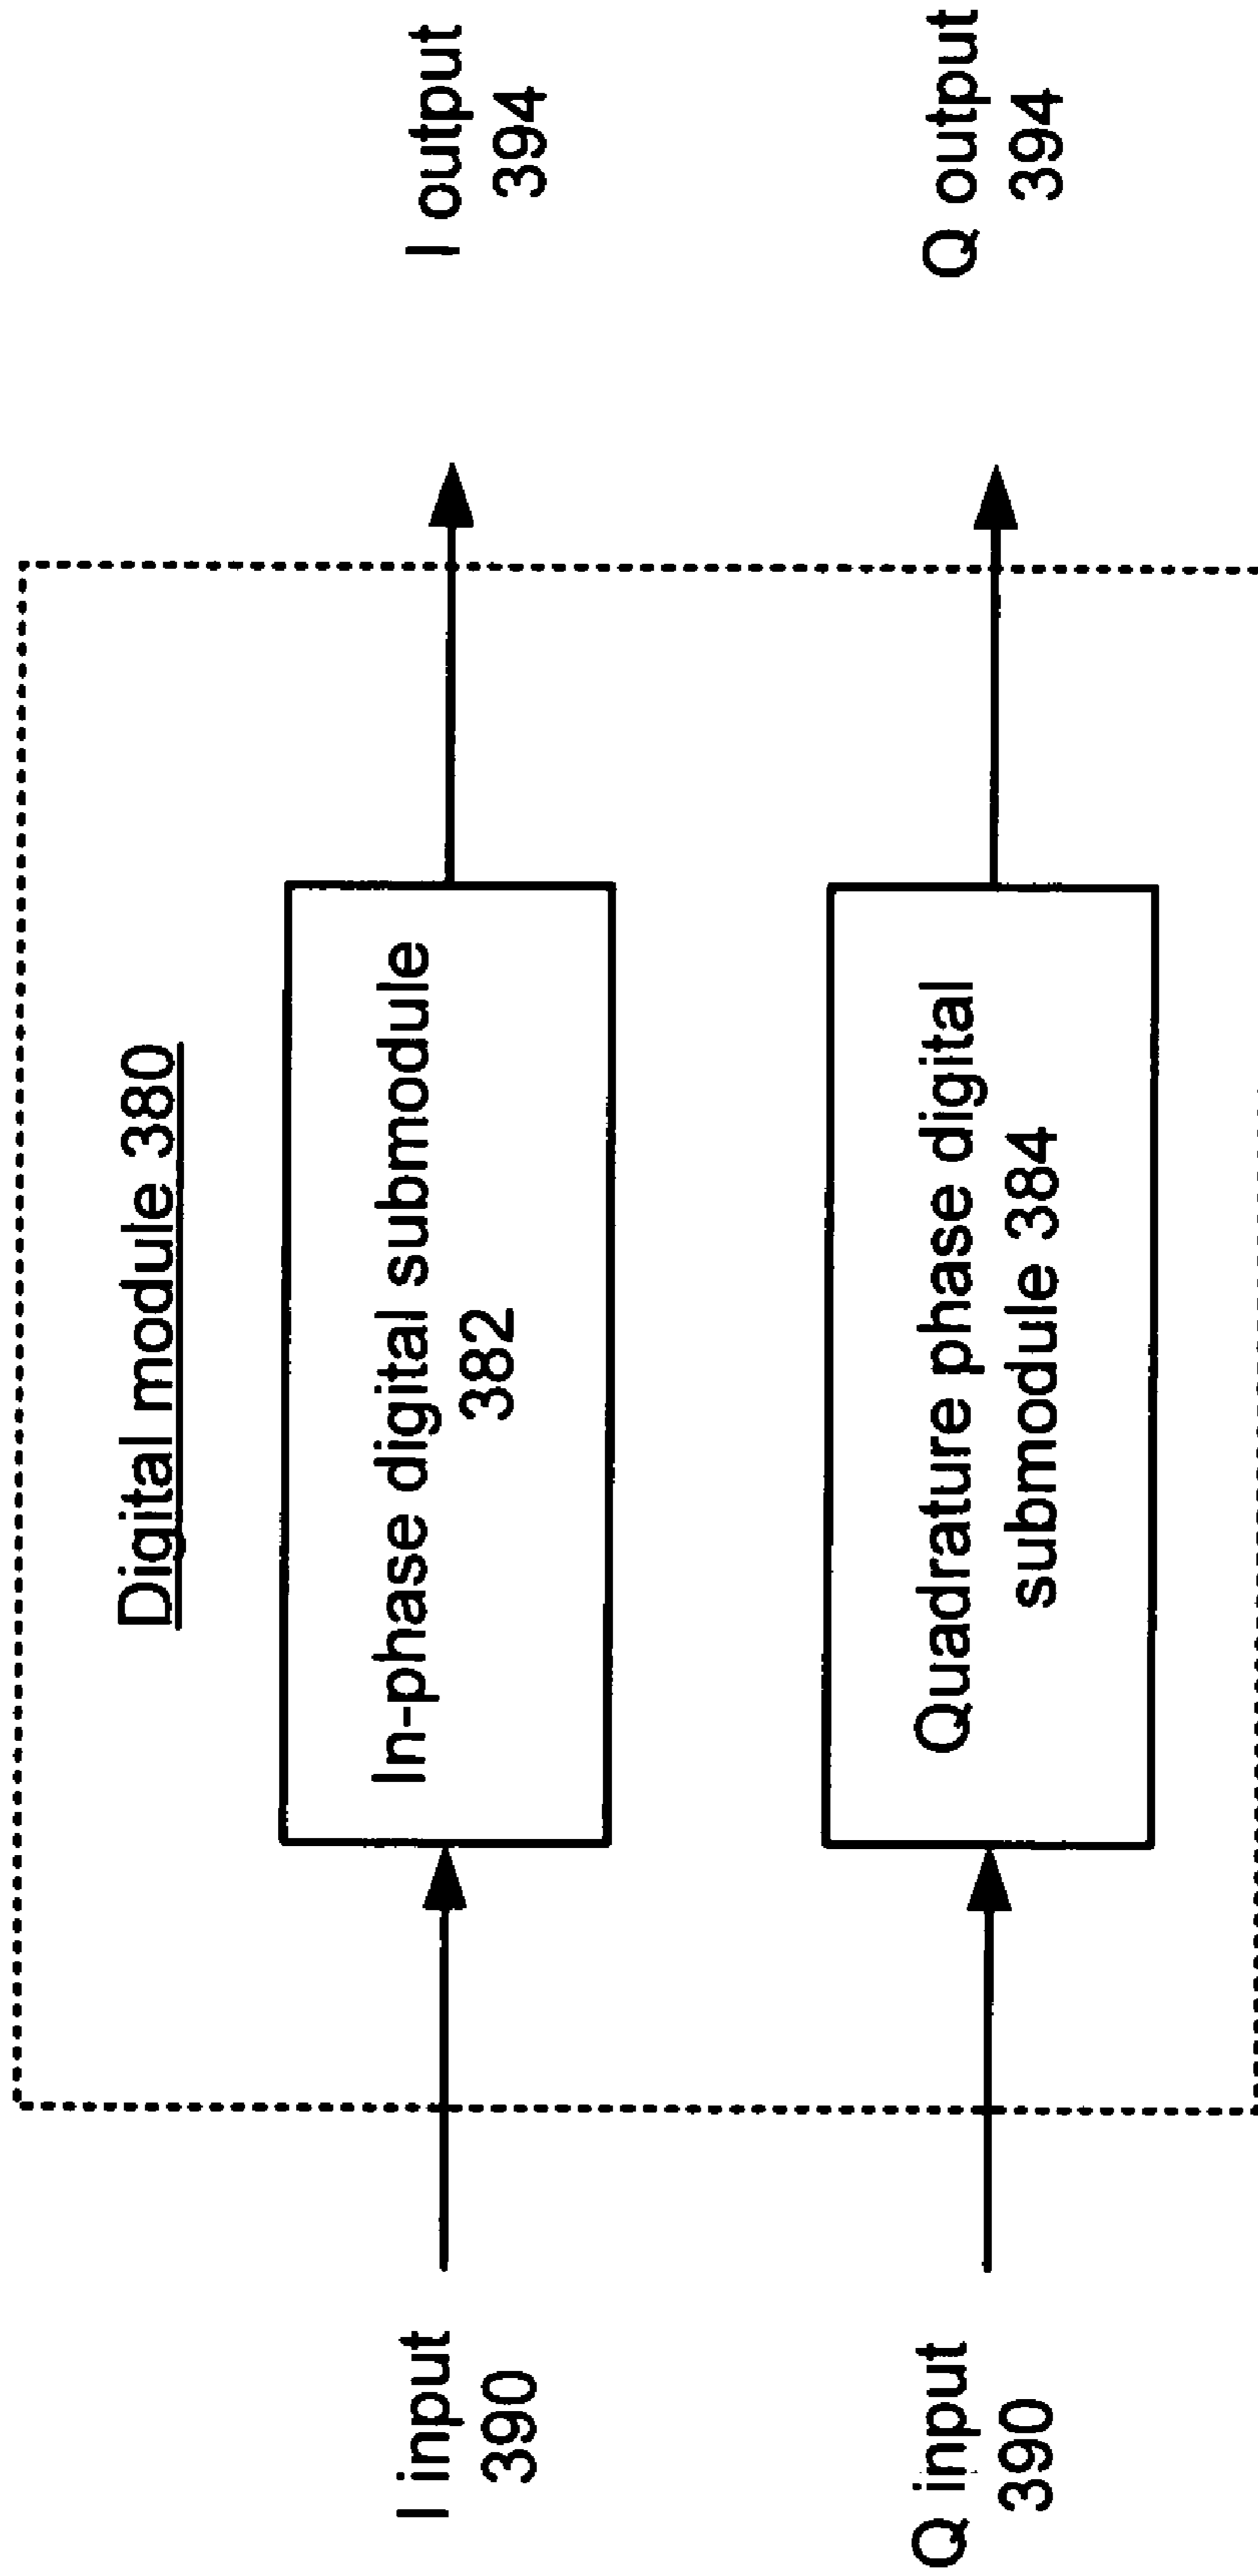 Digital module 380
I input
390
In-phase digital submodule
382
I output
394
Q input
390
Quadrature phase digital
submodule 384
Q output
394